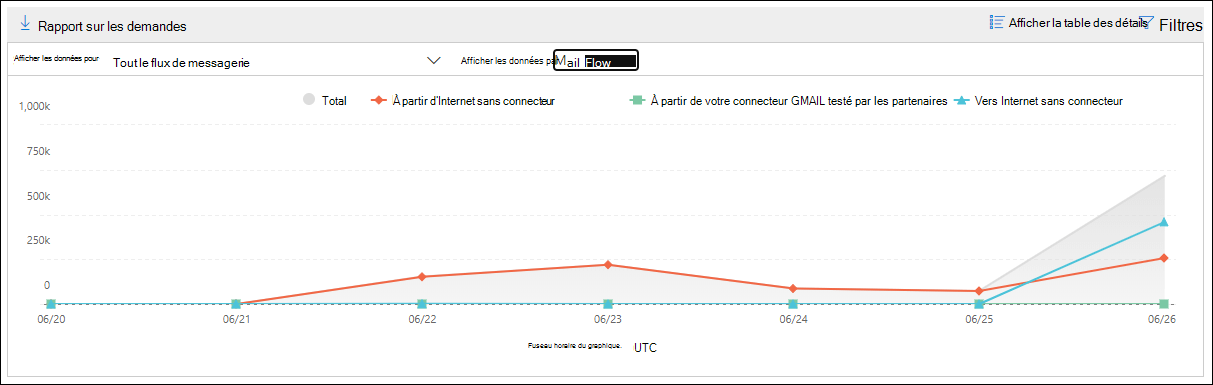 Rapport sur les demandes
Afficher la table des détails
Filtres
Afficher les données pour
Tout le flux de messagerie
Afficher les données pa
Mail Flow
Total
À partir d'Internet sans connecteur
À partir de votre connecteur GMAIL testé par les partenaires
Vers Internet sans connecteur
1,000k
750k
500k
250k
0
06/20 06/21 06/22 06/23 06/24 06/25 06/26
Fuseau horaire du graphique. UTC